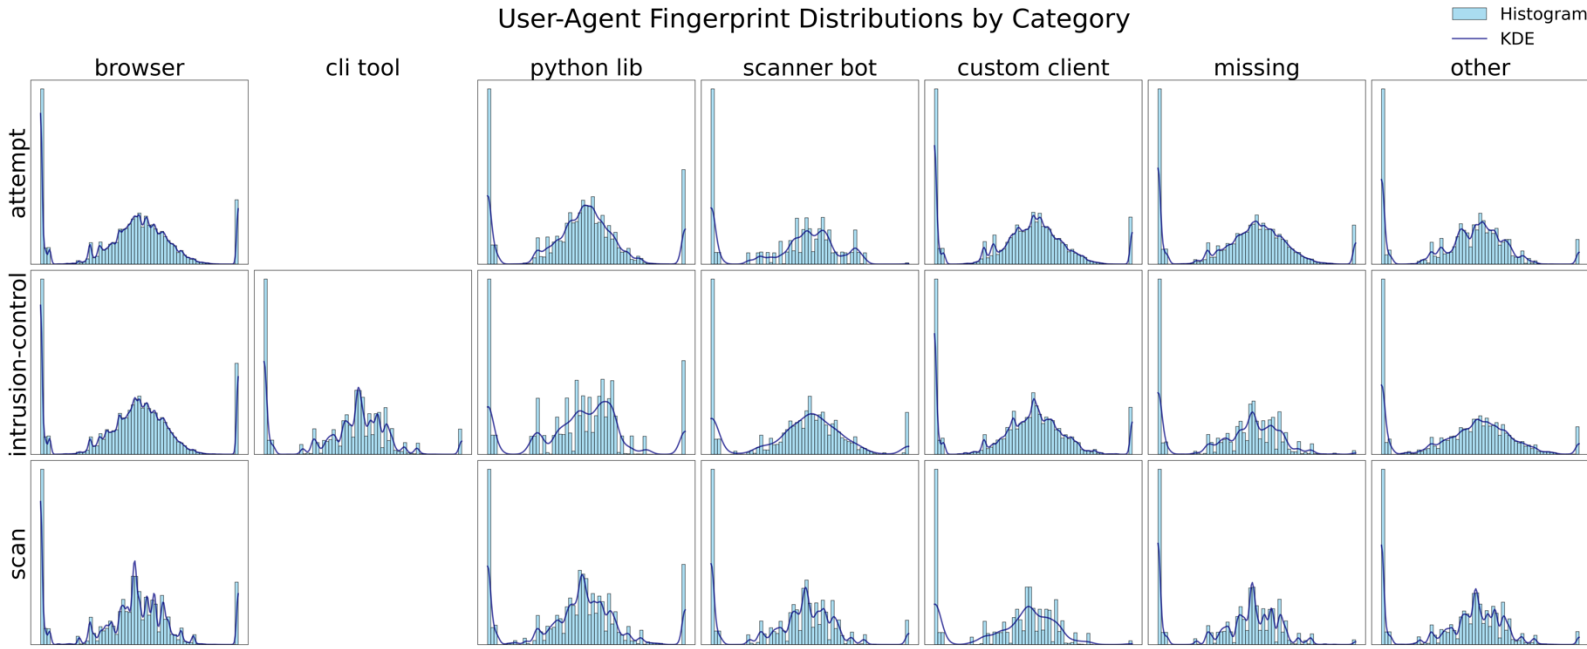 User-Agent Fingerprint Distributions by Category
Histogram
KDE
browser
cli tool
python lib
scanner bot
custom client
missing
other
attempt
intrusion-control
scan